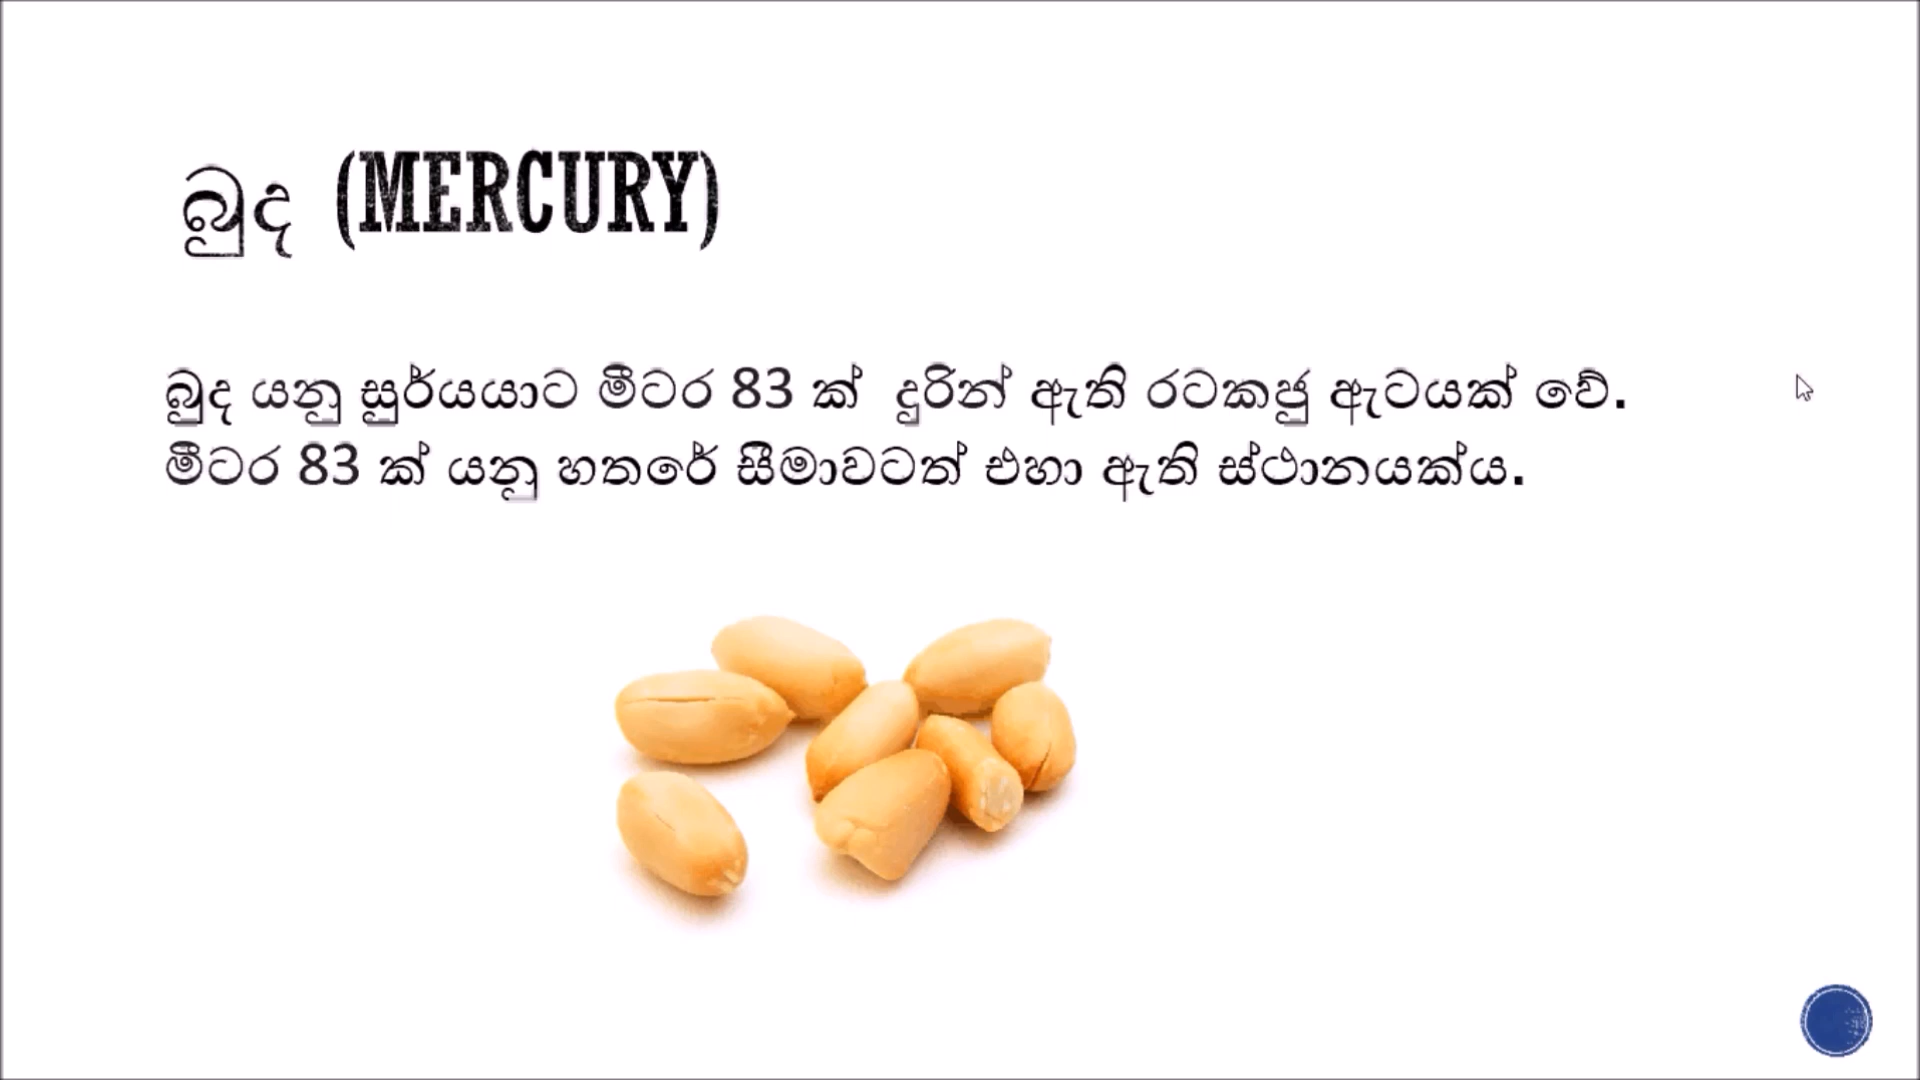 බුද (MERCURY)
බුද යනු සුර්යයාට මීටර 83 ක් දුරින් ඇති රටකජු ඇටයක් වේ.
මීටර 83 ක් යනු හතරේ සීමාවටත් එහා ඇති ස්ථානයක්ය.